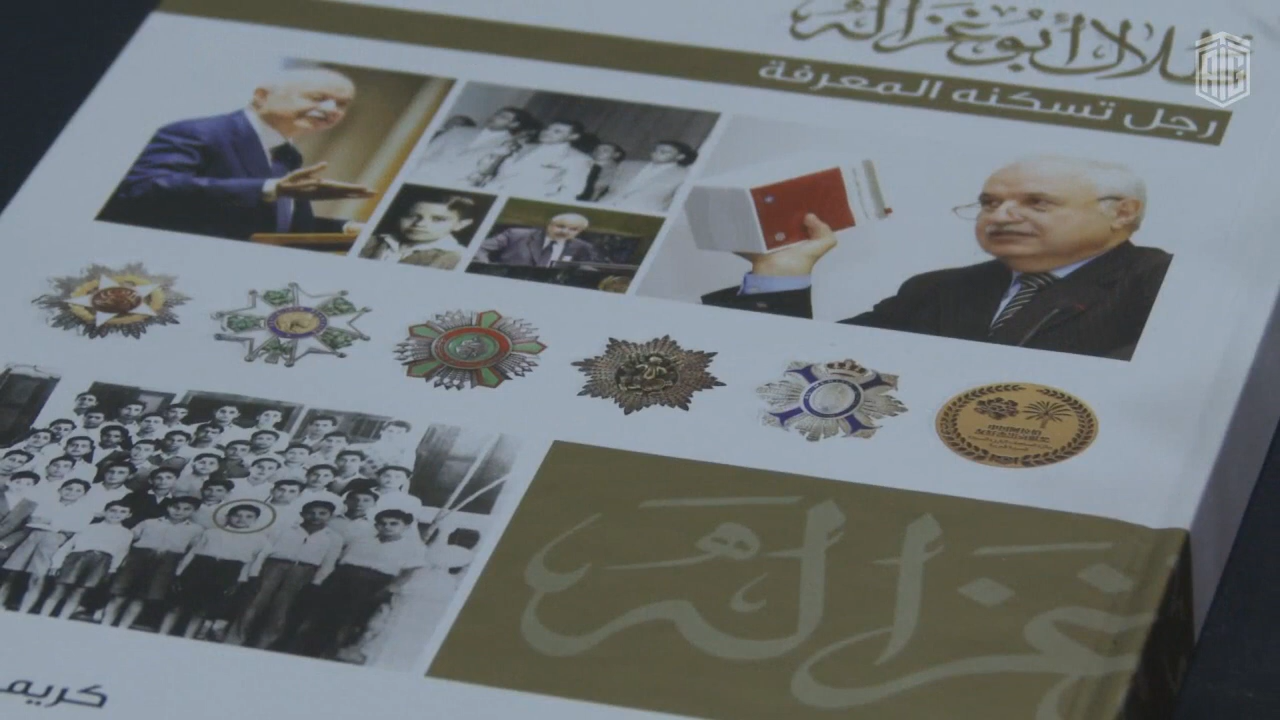 طلال أبوغزاله
رجل تسكنه المعرفة
غزاله
كريم